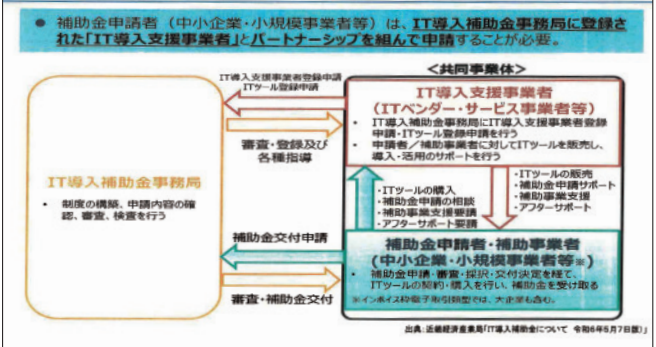 ● 補助金申請者(中小企業・小規模事業者等)は、IT導入補助金事務局に登録さ
れた「IT導入支援事業者」とパートナーシップを組んで申請することが必要。
IT導入支援事業者登録申請
ITツール登録申請
審査・登録及び
各種指導
IT導入補助金事務局
• 制度の構築、申請内容の確
認、審査、検査を行う
補助金交付申請
審査・補助金交付
<共同事業体>
IT導入支援事業者
(ITベンダー・サービス事業者等)
• IT導入補助金事務局にIT導入支援事業者登録
申請・ITツール登録申請を行う
• 申請者/補助事業者に対してITツールを販売し、
導入・活用のサポートを行う
・ITツールの購入
・補助金申請の相談
・補助事業支援要請
・アフターサポート要請
・ITツールの販売
・補助金申請サポート
・補助事業支援
・アフターサポート
補助金申請者・補助事業者
(中小企業・小規模事業者等※)
• 補助金申請・審査・採択・交付決定を経て、
ITツールの契約・購入を行い、補助金を受け取る
※インボイス枠電子取引類型では、大企業も含む。
出典:近畿経済産業局「IT導入補助金について 令和6年5月7日版)」